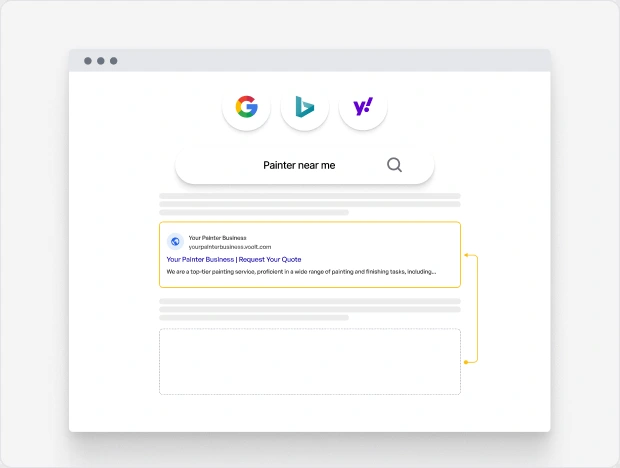 Painter near me
Your Painter Business
yourpainterbusiness.voolt.com
Your Painter Business | Request Your Quote
We are a top-tier painting service, proficient in a wide range of painting and finishing tasks, including...